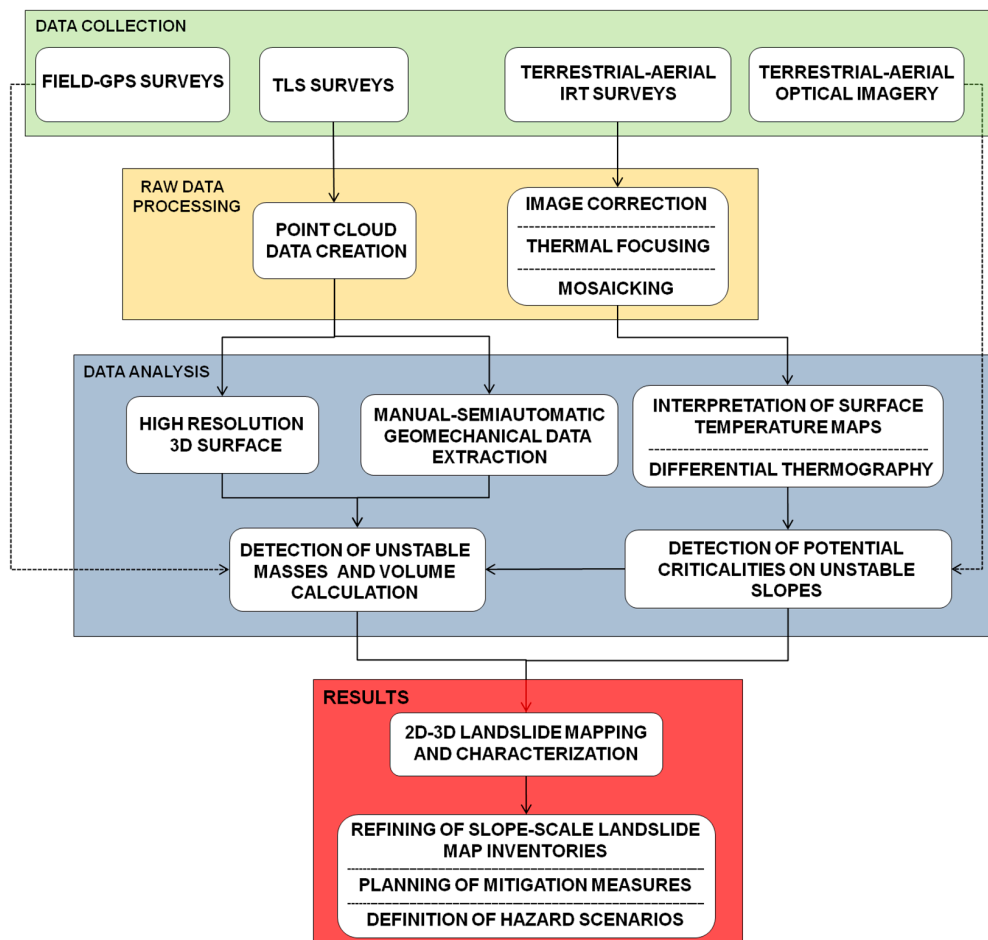 DATA COLLECTION
FIELD-GPS SURVEYS
TLS SURVEYS
TERRESTRIAL-AERIAL
IRT SURVEYS
TERRESTRIAL-AERIAL
OPTICAL IMAGERY
RAW DATA
PROCESSING
POINT CLOUD
DATA CREATION
IMAGE CORRECTION
THERMAL FOCUSING
MOSAICKING
DATA ANALYSIS
HIGH RESOLUTION
3D SURFACE
MANUAL-SEMIAUTOMATIC
GEOMECHANICAL DATA
EXTRACTION
INTERPRETATION OF SURFACE
TEMPERATURE MAPS
DIFFERENTIAL THERMOGRAPHY
DETECTION OF UNSTABLE
MASSES AND VOLUME
CALCULATION
DETECTION OF POTENTIAL
CRITICALITIES ON UNSTABLE
SLOPES
RESULTS
2D-3D LANDSLIDE MAPPING
AND CHARACTERIZATION
REFINING OF SLOPE-SCALE LANDSLIDE
MAP INVENTORIES
PLANNING OF MITIGATION MEASURES
DEFINITION OF HAZARD SCENARIOS